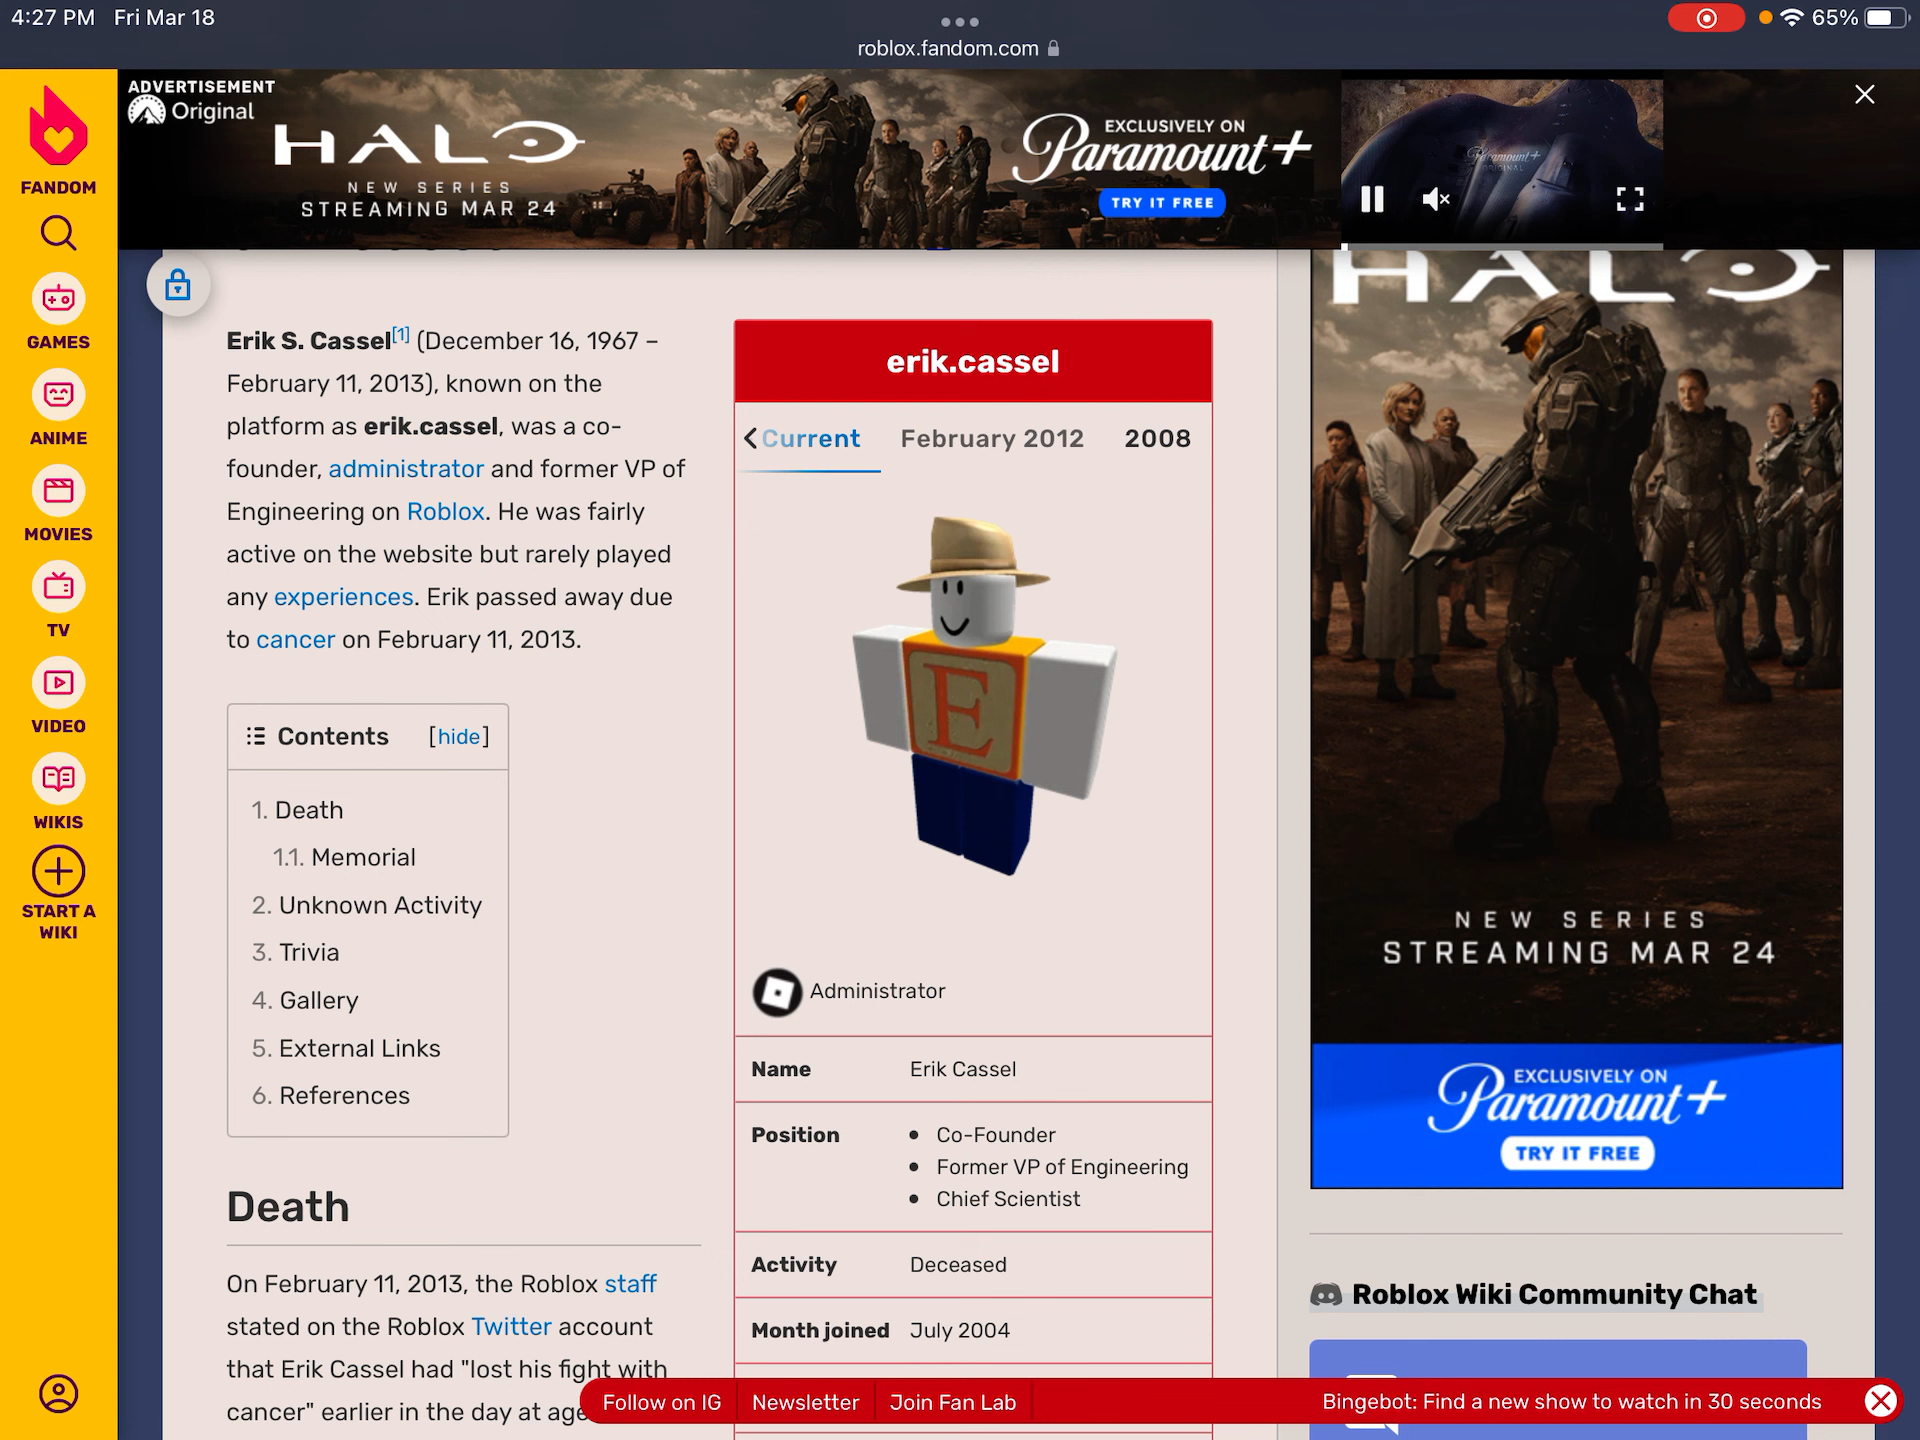 4:27 PM Fri Mar 18
65%
roblox.fandom.com
FANDOM
GAMES
ANIME
MOVIES
TV
VIDEO
WIKIS
START A
WIKI
ADVERTISEMENT
Original
HALO
NEW SERIES
STREAMING MAR 24
EXCLUSIVELY ON
Paramount+
TRY IT FREE
Paramount+
ORIGINAL
Erik S. Cassel[1] (December 16, 1967 –
February 11, 2013), known on the
platform as erik.cassel, was a co-
founder, administrator and former VP of
Engineering on Roblox. He was fairly
active on the website but rarely played
any experiences. Erik passed away due
to cancer on February 11, 2013.
Contents [hide]
1. Death
1.1. Memorial
2. Unknown Activity
3. Trivia
4. Gallery
5. External Links
6. References
Death
On February 11, 2013, the Roblox staff
stated on the Roblox Twitter account
that Erik Cassel had "lost his fight with
cancer" earlier in the day at age
erik.cassel
Current February 2012 2008
E
Administrator
Name Erik Cassel
Position • Co-Founder
• Former VP of Engineering
• Chief Scientist
Activity Deceased
Month joined July 2004
HALO
NEW SERIES
STREAMING MAR 24
EXCLUSIVELY ON
Paramount+
TRY IT FREE
Roblox Wiki Community Chat
Follow on IG Newsletter Join Fan Lab Bingebot: Find a new show to watch in 30 seconds